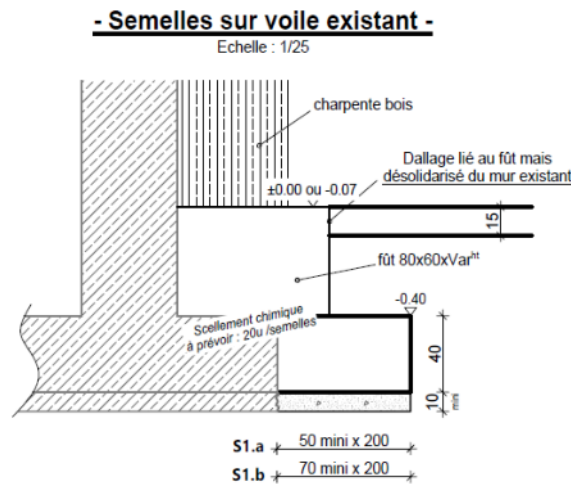 - Semelles sur voile existant -
Echelle : 1/25
charpente bois
Dallage lié au fût mais
désolidarisé du mur existant
±0.00 ou -0.07
15
fût 80x60xVarht
-0.40
Scellement chimique
à prévoir : 20u /semelles
40
10 mini
S1.a 50 mini x 200
S1.b 70 mini x 200